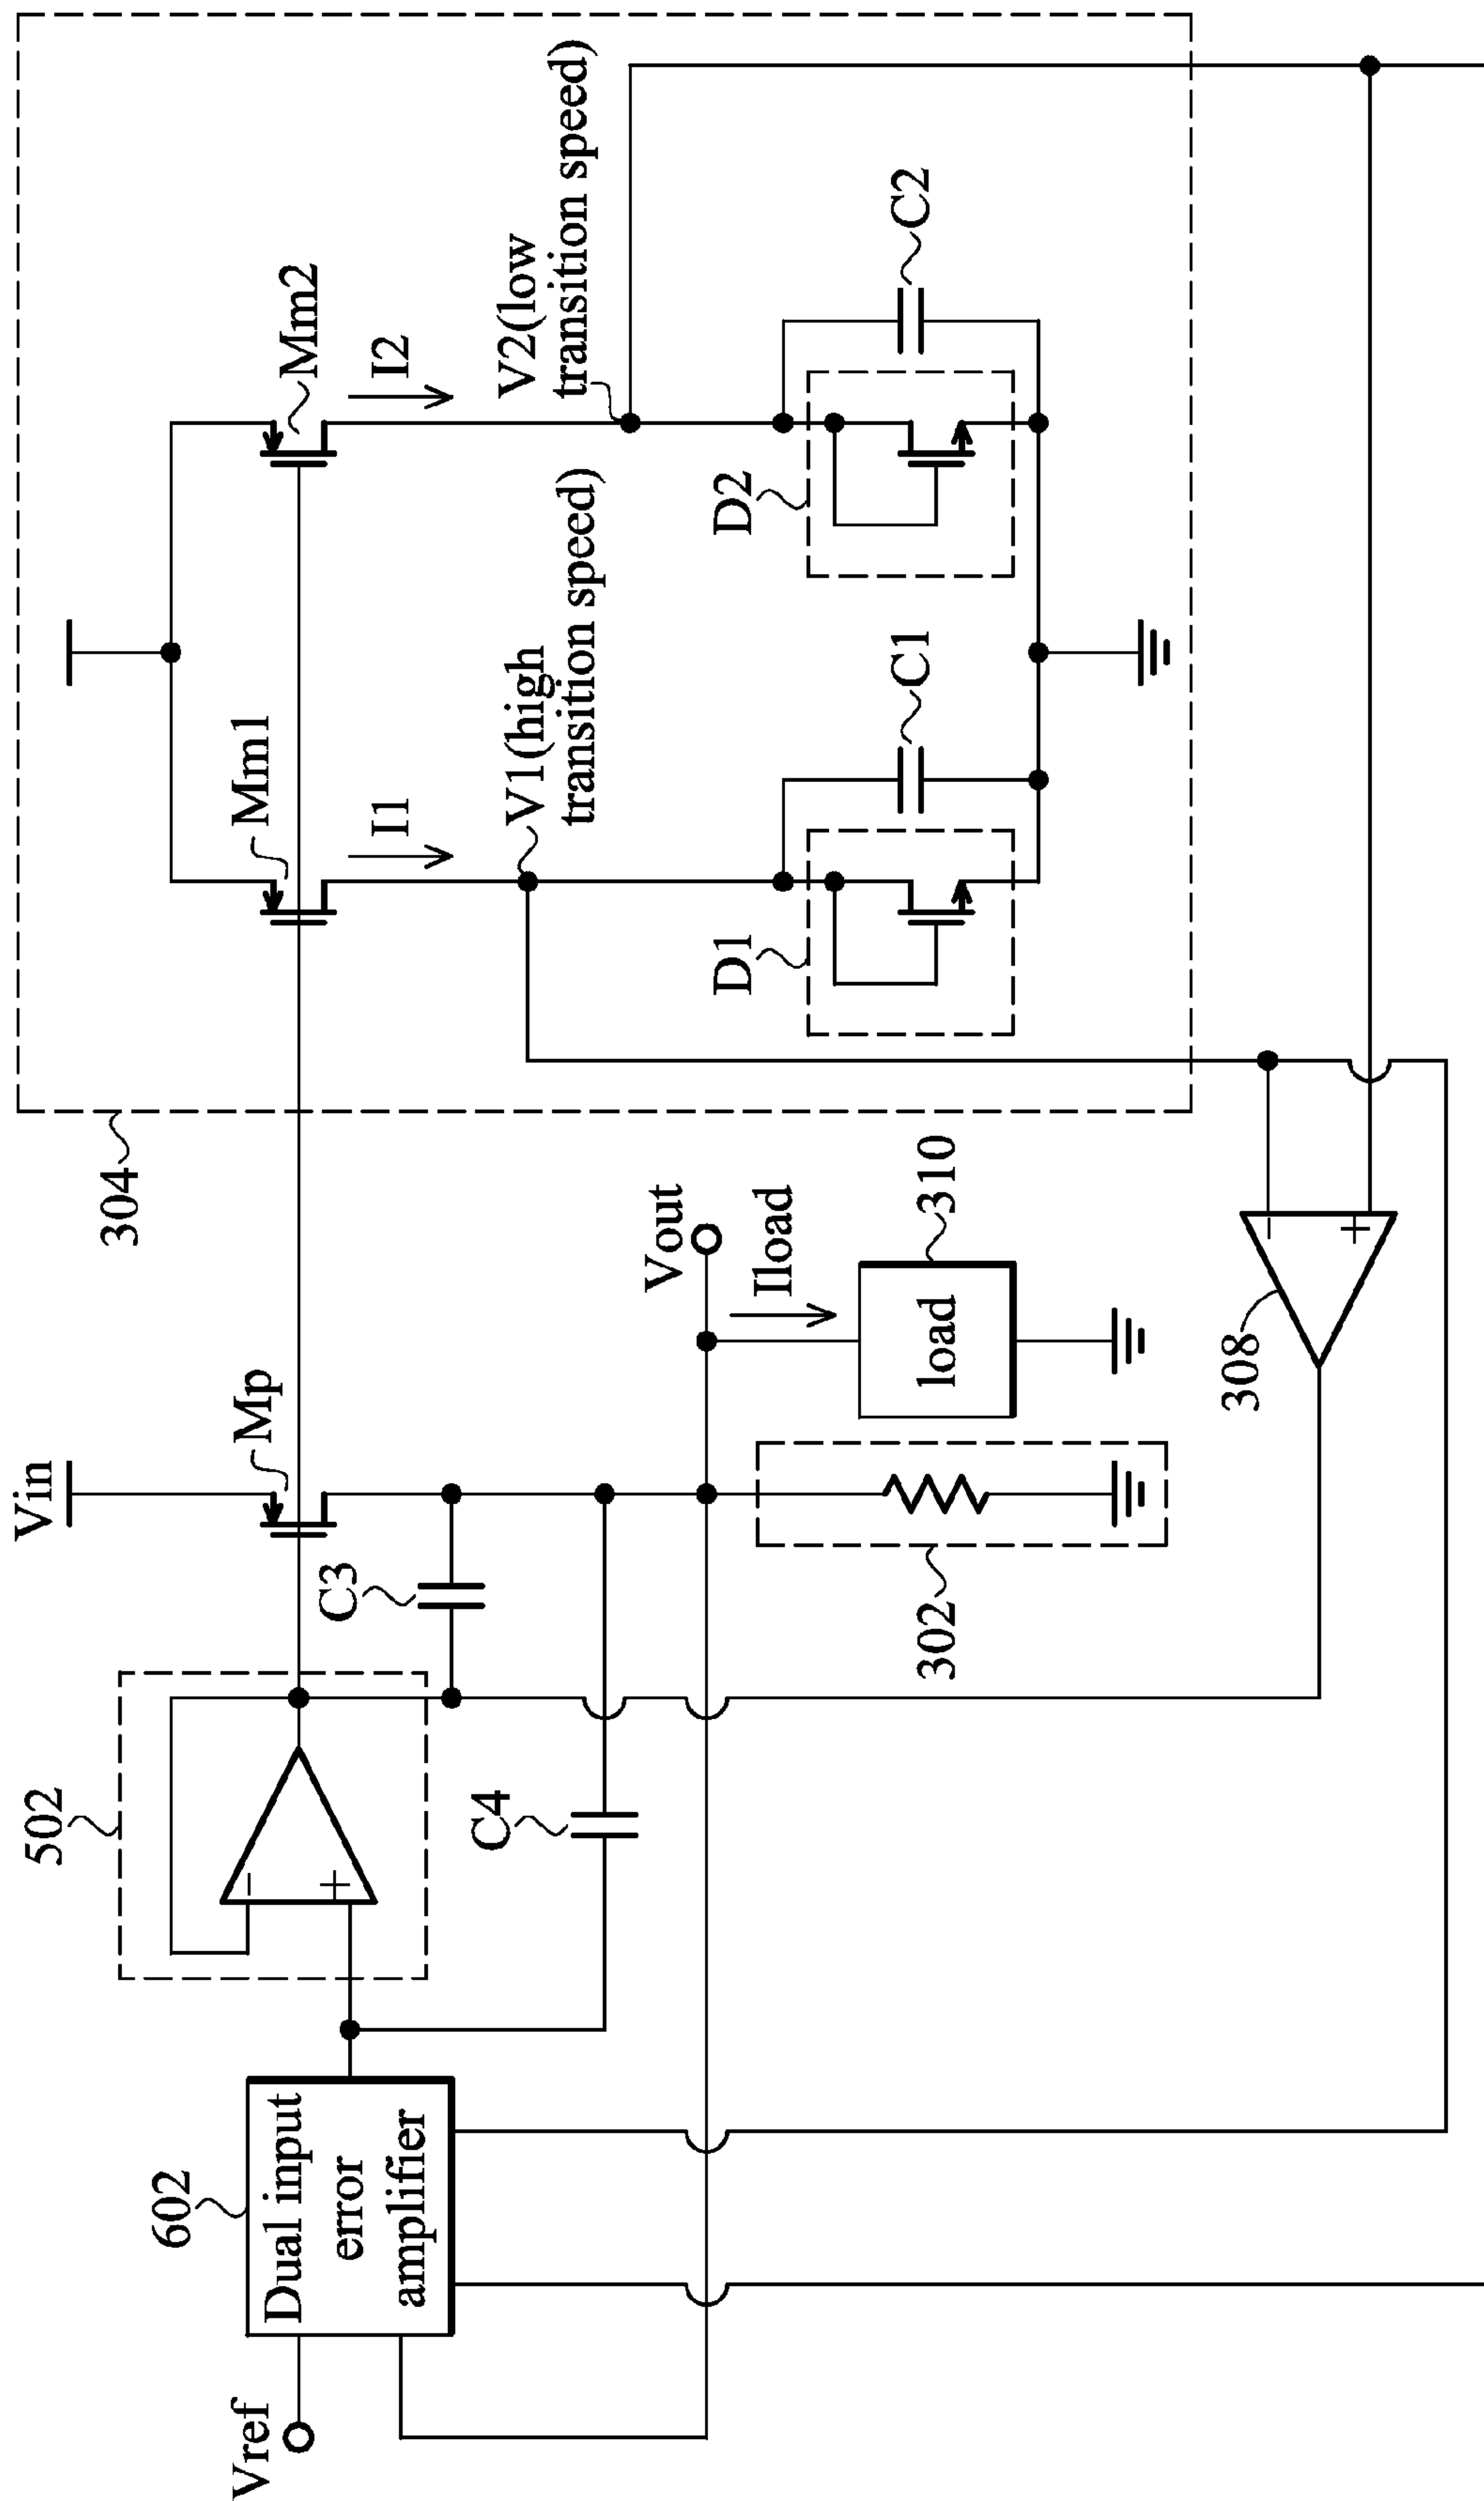 Vref
602
Dual input
error
amplifier
502
−
+
C4
C3
Vin
Mp
302
Vout
Iload
load
310
308
−
+
304
Mm1
I1
V1(high
transition speed)
D1
C1
Mm2
I2
V2(low
transition speed)
D2
C2